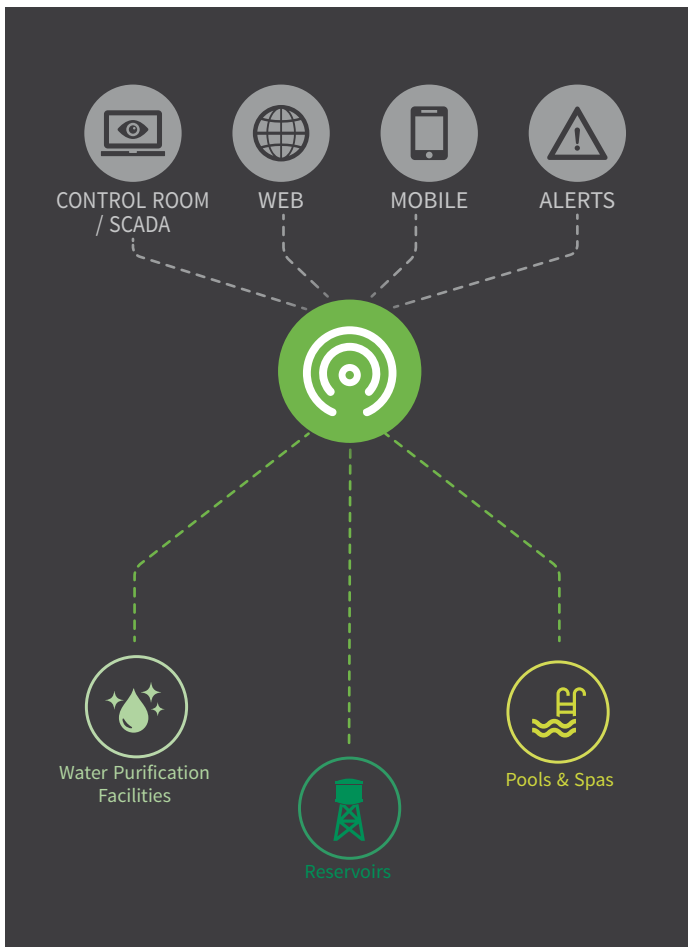 CONTROL ROOM
/ SCADA
WEB
MOBILE
ALERTS
Water Purification
Facilities
Reservoirs
Pools & Spas